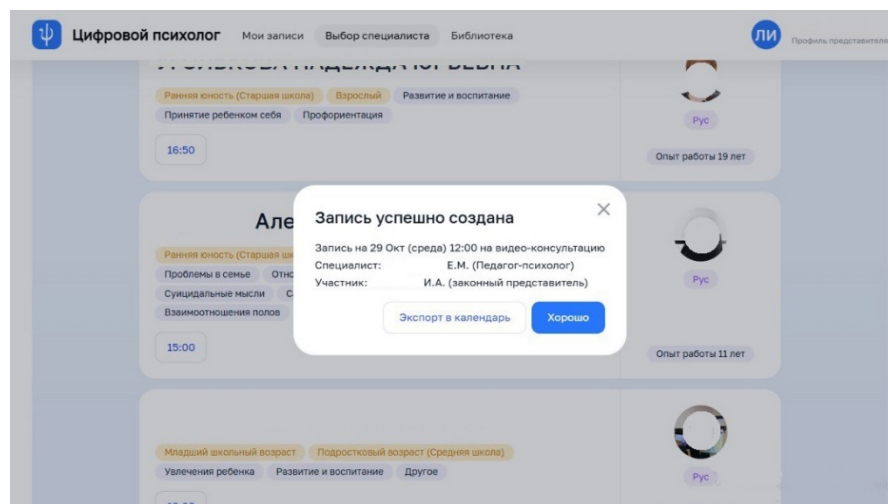 Цифровой психолог Мои записи Выбор специалиста Библиотека ЛИ Профиль представителя
Ранняя юность (Старшая школа) Взрослый Развитие и воспитание
Принятие ребенком себя Профориентация
Рус
16:50
Опыт работы 19 лет
Але
Запись успешно создана
Запись на 29 Окт (среда) 12:00 на видео-консультацию
Специалист: Е.М. (Педагог-психолог)
Участник: И.А. (законный представитель)
Экспорт в календарь Хорошо
Ранняя юность (Старшая
Проблемы в семье
Суицидальные мысли
Взаимоотношения полов
Рус
15:00
Опыт работы 11 лет
Младший школьный возраст Подростковый возраст (Средняя школа)
Увлечения ребенка Развитие и воспитание Другое
Рус